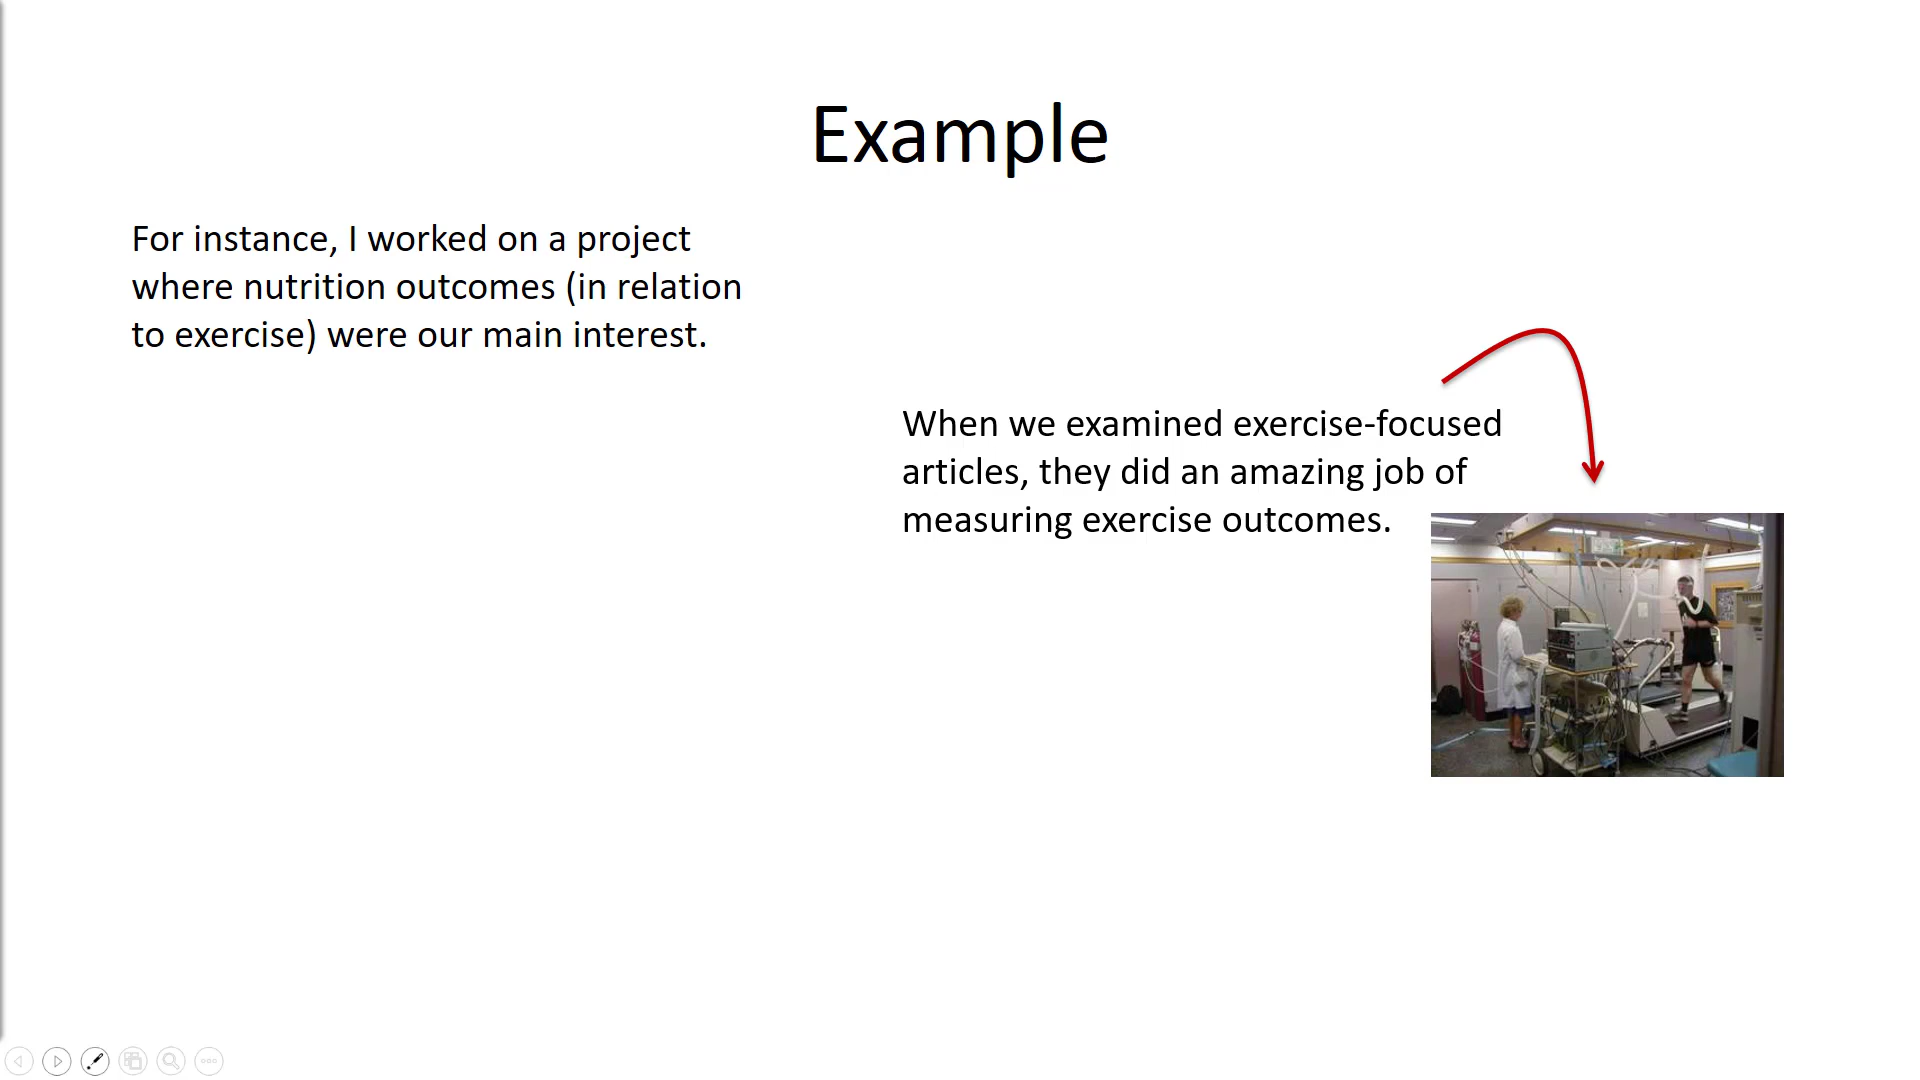 Example
For instance, I worked on a project
where nutrition outcomes (in relation
to exercise) were our main interest.
When we examined exercise-focused
articles, they did an amazing job of
measuring exercise outcomes.